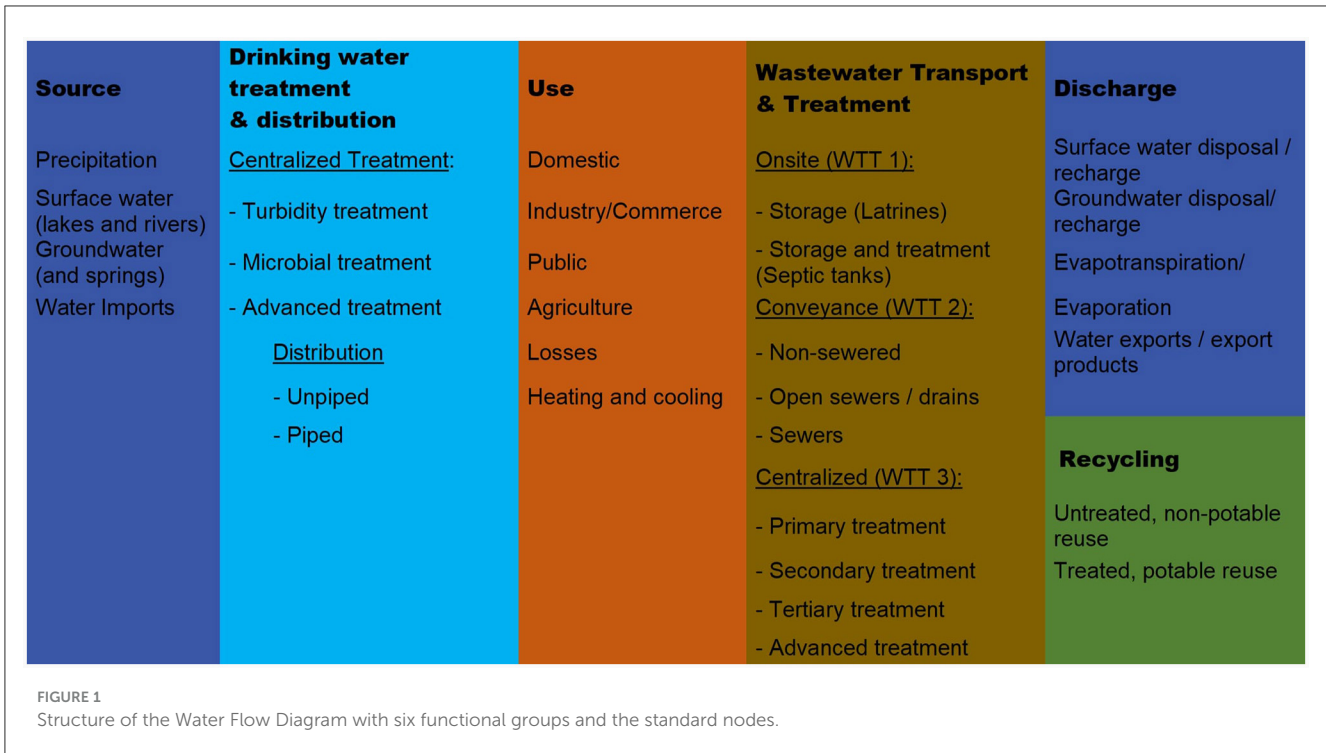 Source
Precipitation
Surface water
(lakes and rivers)
Groundwater
(and springs)
Water Imports
Drinking water
treatment
& distribution
Centralized Treatment:
- Turbidity treatment
- Microbial treatment
- Advanced treatment
Distribution
- Unpiped
- Piped
Use
Domestic
Industry/Commerce
Public
Agriculture
Losses
Heating and cooling
Wastewater Transport
& Treatment
Onsite (WTT 1):
- Storage (Latrines)
- Storage and treatment
(Septic tanks)
Conveyance (WTT 2):
- Non-sewered
- Open sewers / drains
- Sewers
Centralized (WTT 3):
- Primary treatment
- Secondary treatment
- Tertiary treatment
- Advanced treatment
Discharge
Surface water disposal /
recharge
Groundwater disposal/
recharge
Evapotranspiration/
Evaporation
Water exports / export
products
Recycling
Untreated, non-potable
reuse
Treated, potable reuse
FIGURE 1
Structure of the Water Flow Diagram with six functional groups and the standard nodes.